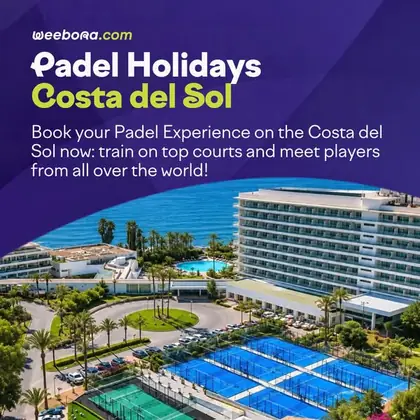 weebora.com
Padel Holidays
Costa del Sol
Book your Padel Experience on the Costa del
Sol now: train on top courts and meet players
from all over the world!